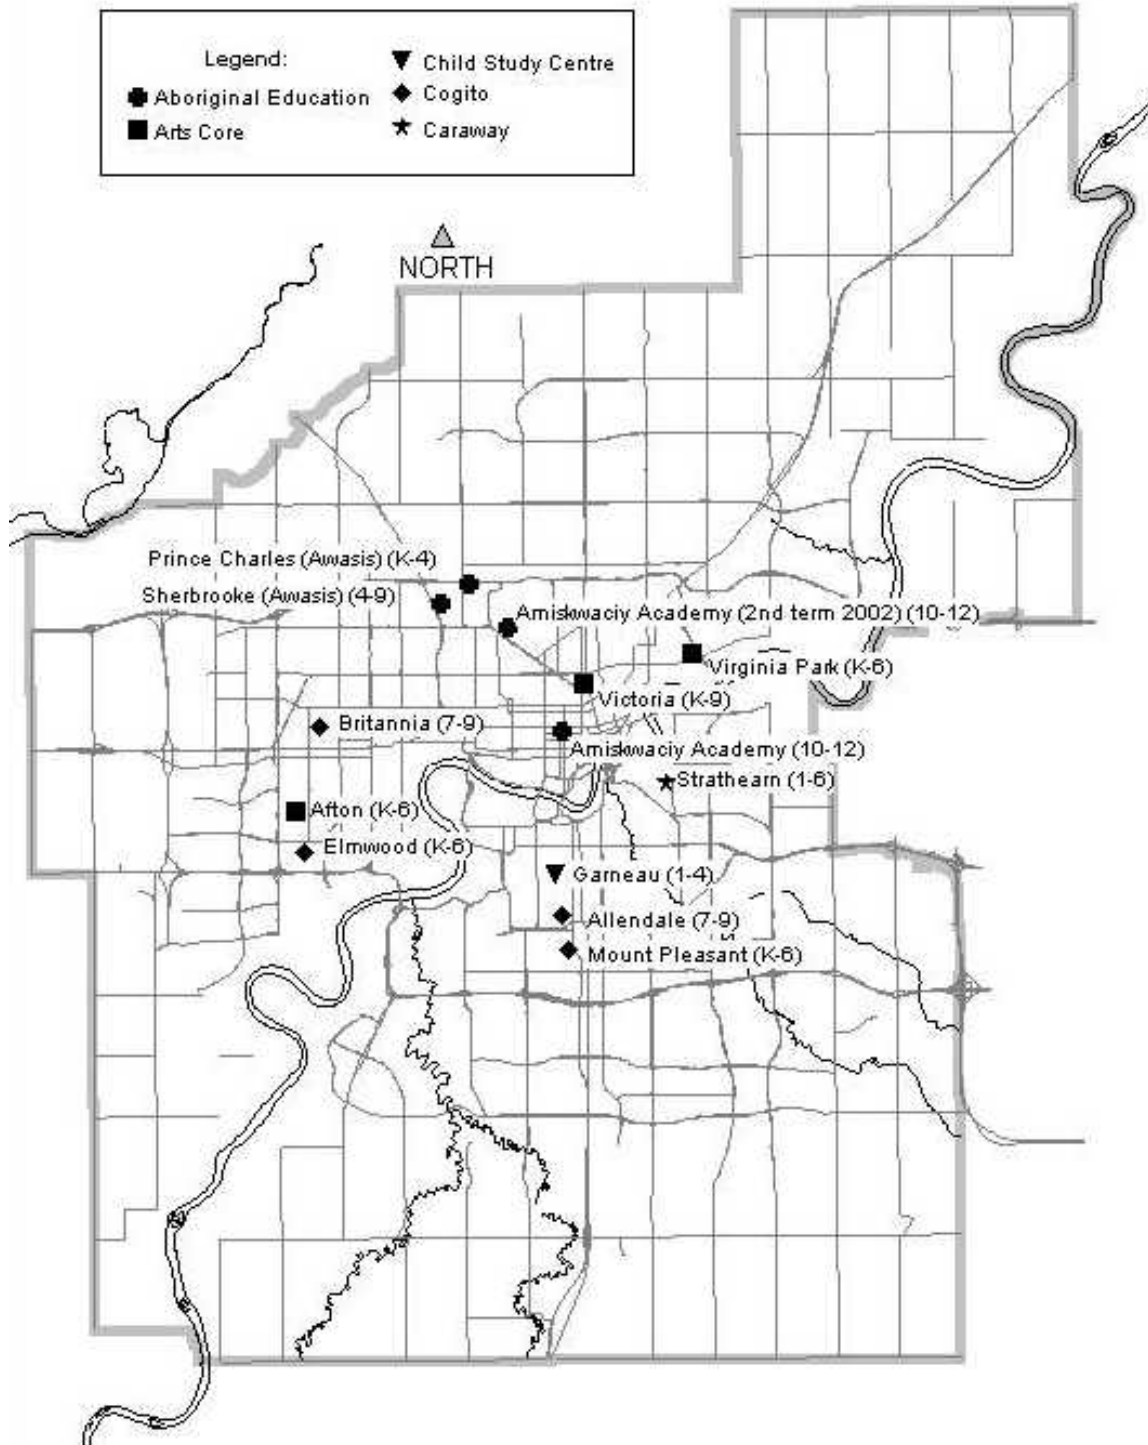 Legend:
Aboriginal Education
Arts Core
Child Study Centre
Cogito
Caraway
NORTH
Prince Charles (Awasis) (K-4)
Sherbrooke (Awasis) (4-9)
Amiskwaciy Academy (2nd term 2002) (10-12)
Virginia Park (K-6)
Victoria (K-9)
Britannia (7-9)
Amiskwaciy Academy (10-12)
Strathearn (1-6)
Afton (K-6)
Elmwood (K-6)
Garneau (1-4)
Allendale (7-9)
Mount Pleasant (K-6)